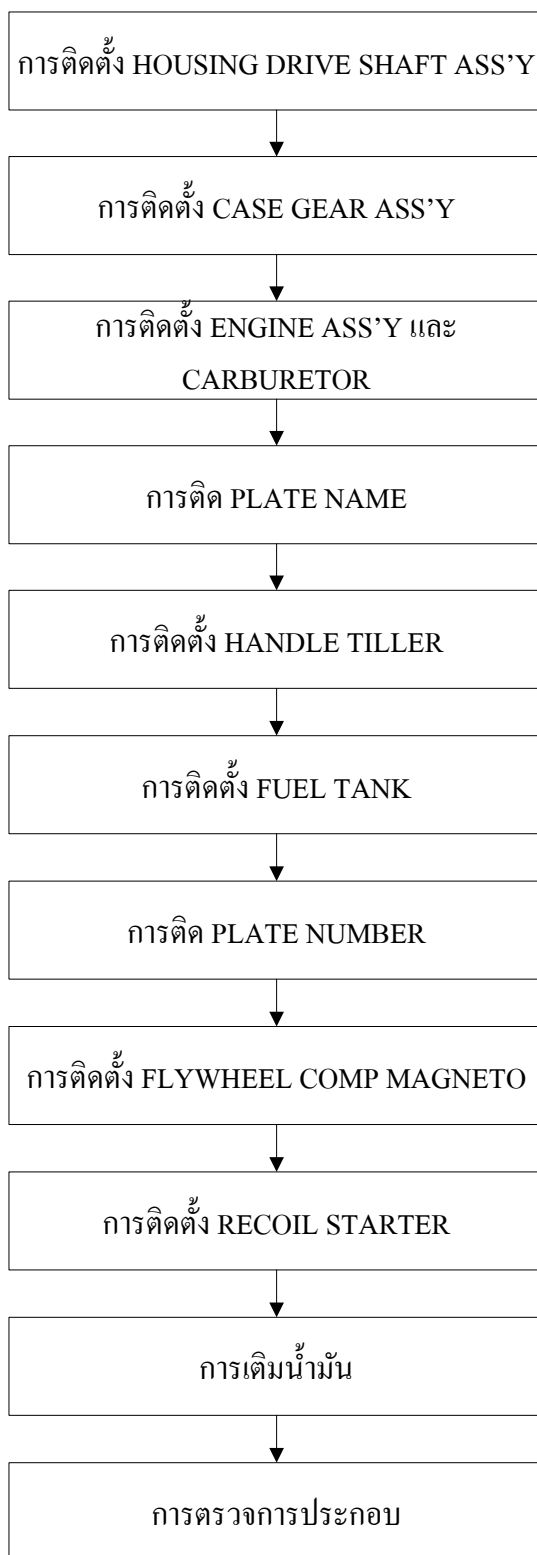 การติดตั้ง HOUSING DRIVE SHAFT ASS’Y
การติดตั้ง CASE GEAR ASS’Y
การติดตั้ง ENGINE ASS’Y และ
CARBURETOR
การติด PLATE NAME
การติดตั้ง HANDLE TILLER
การติดตั้ง FUEL TANK
การติด PLATE NUMBER
การติดตั้ง FLYWHEEL COMP MAGNETO
การติดตั้ง RECOIL STARTER
การเติมน้ำมัน
การตรวจการประกอบ